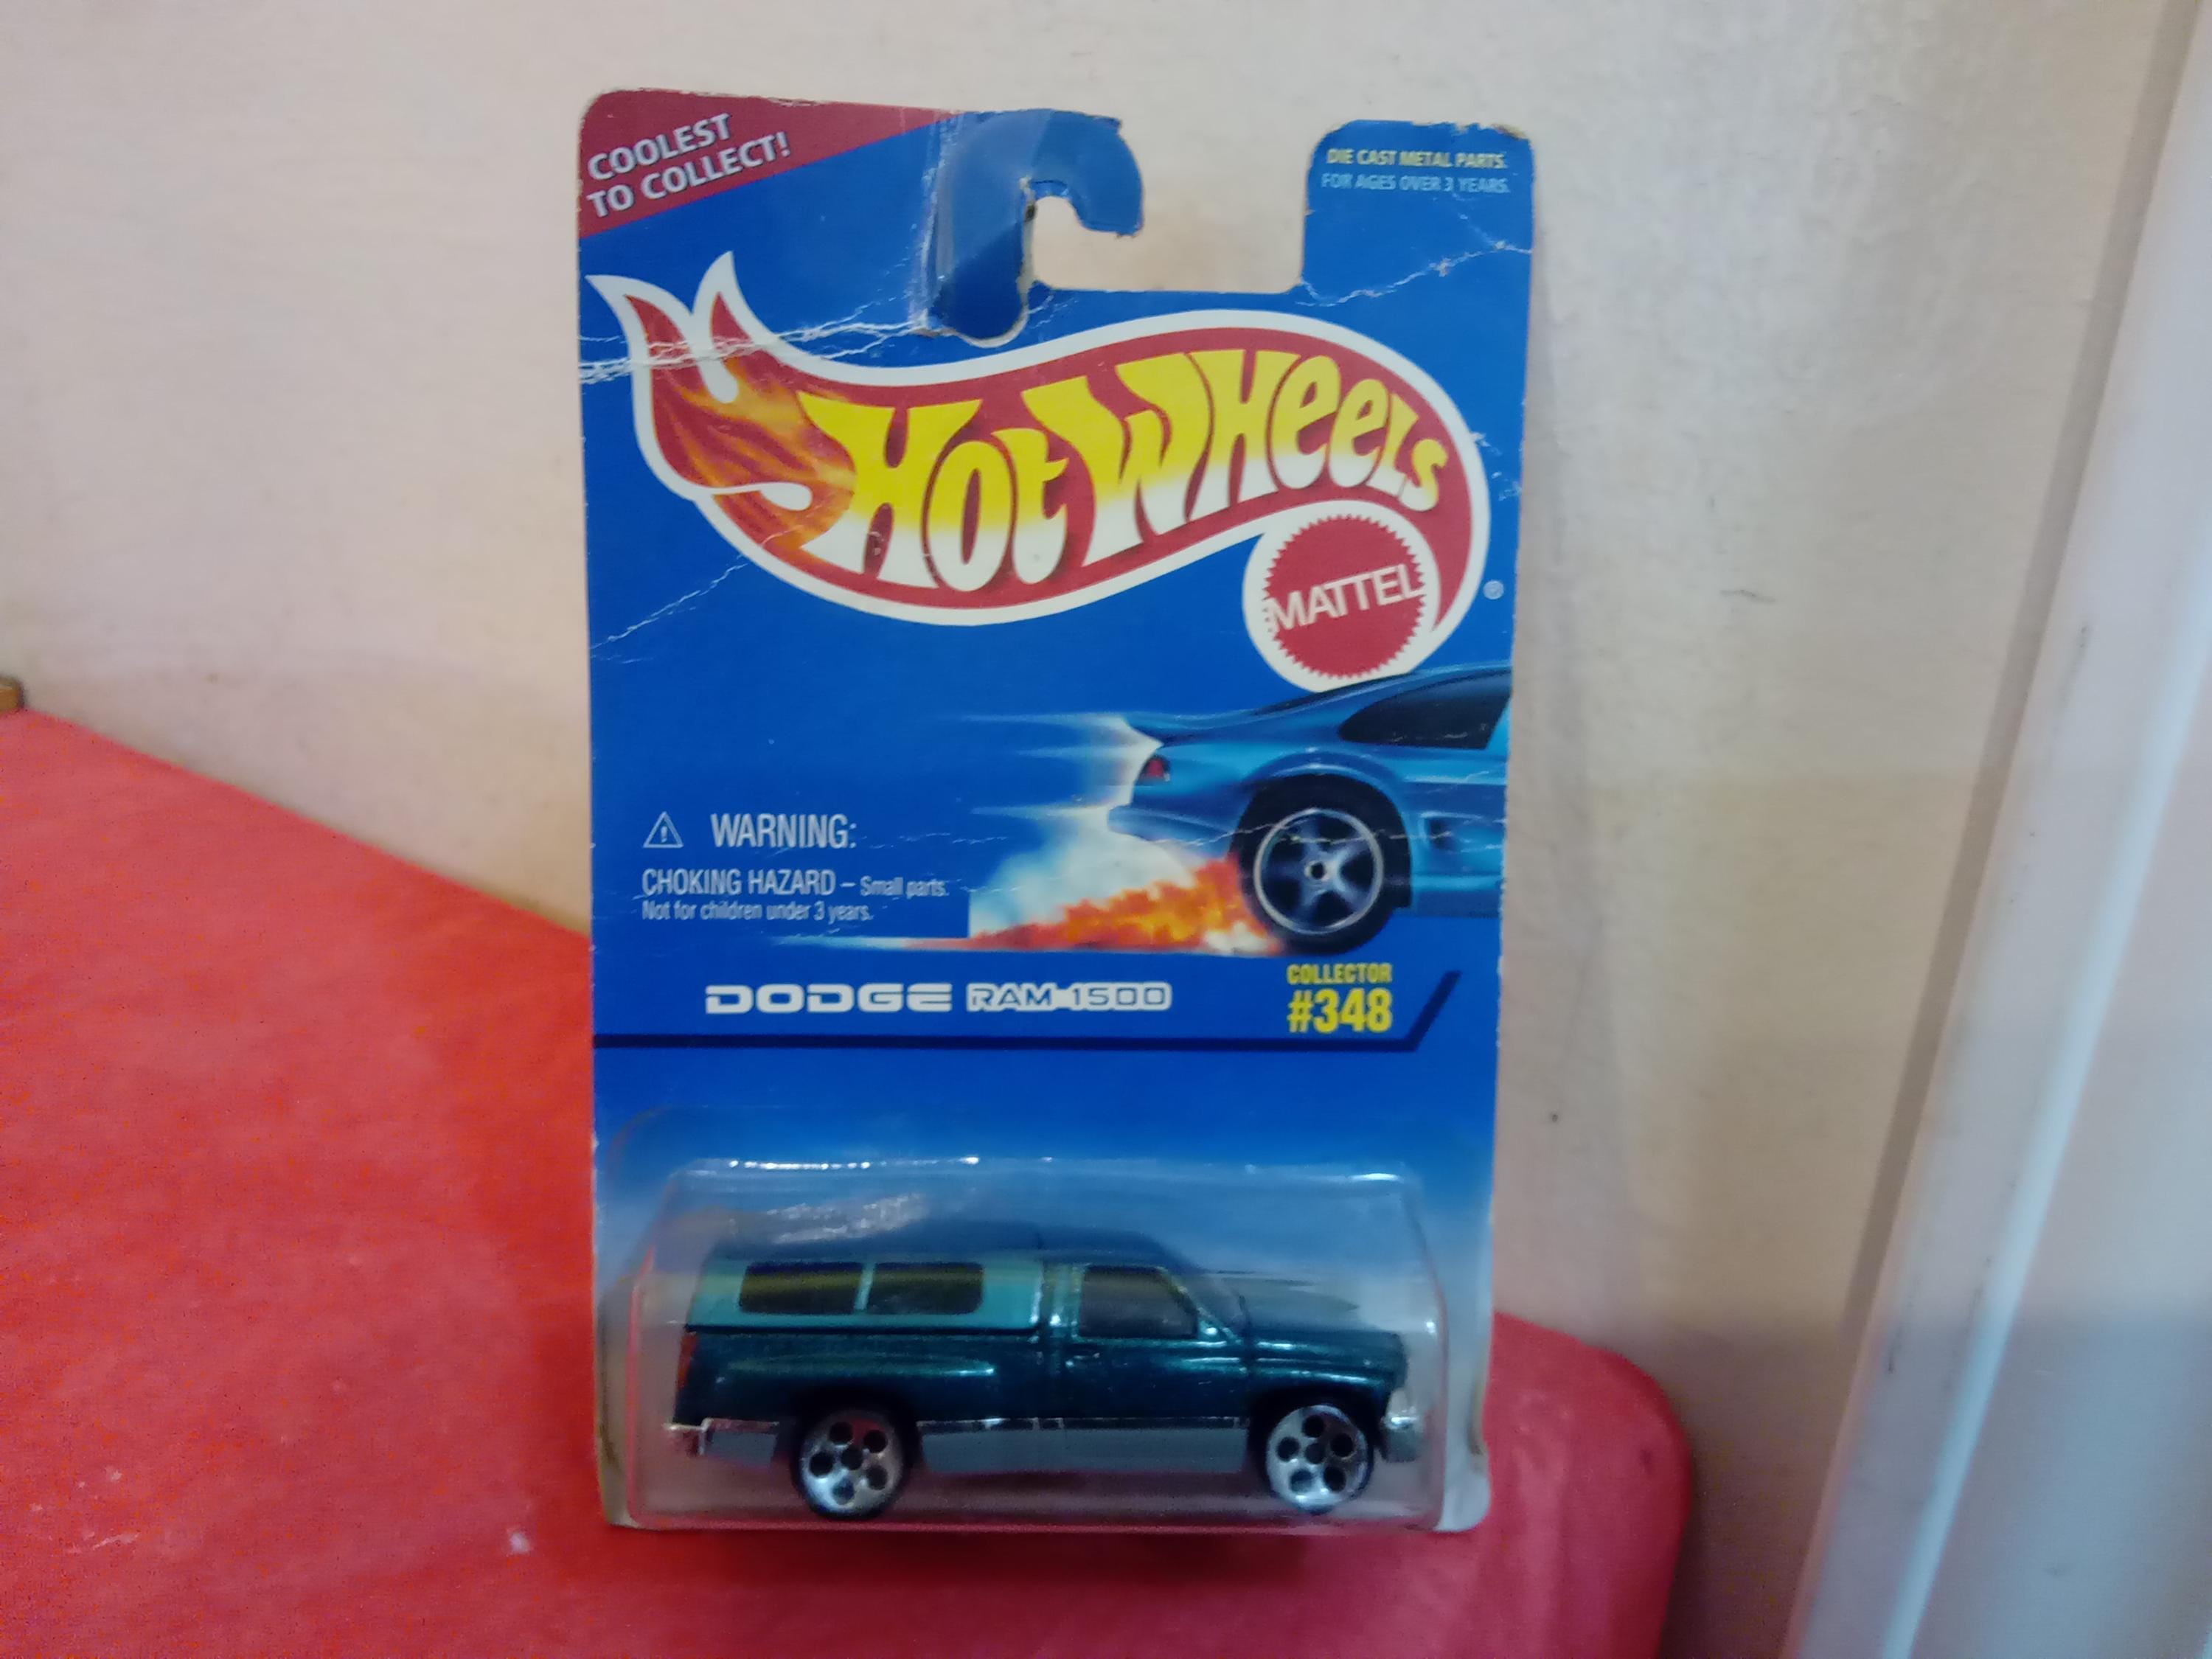 COOLEST
TO COLLECT!
DIE CAST METAL PARTS.
FOR AGES OVER 3 YEARS.
HOT WHEELS
MATTEL
®
WARNING:
CHOKING HAZARD – Small parts.
Not for children under 3 years.
DODGE RAM 1500
COLLECTOR
#348